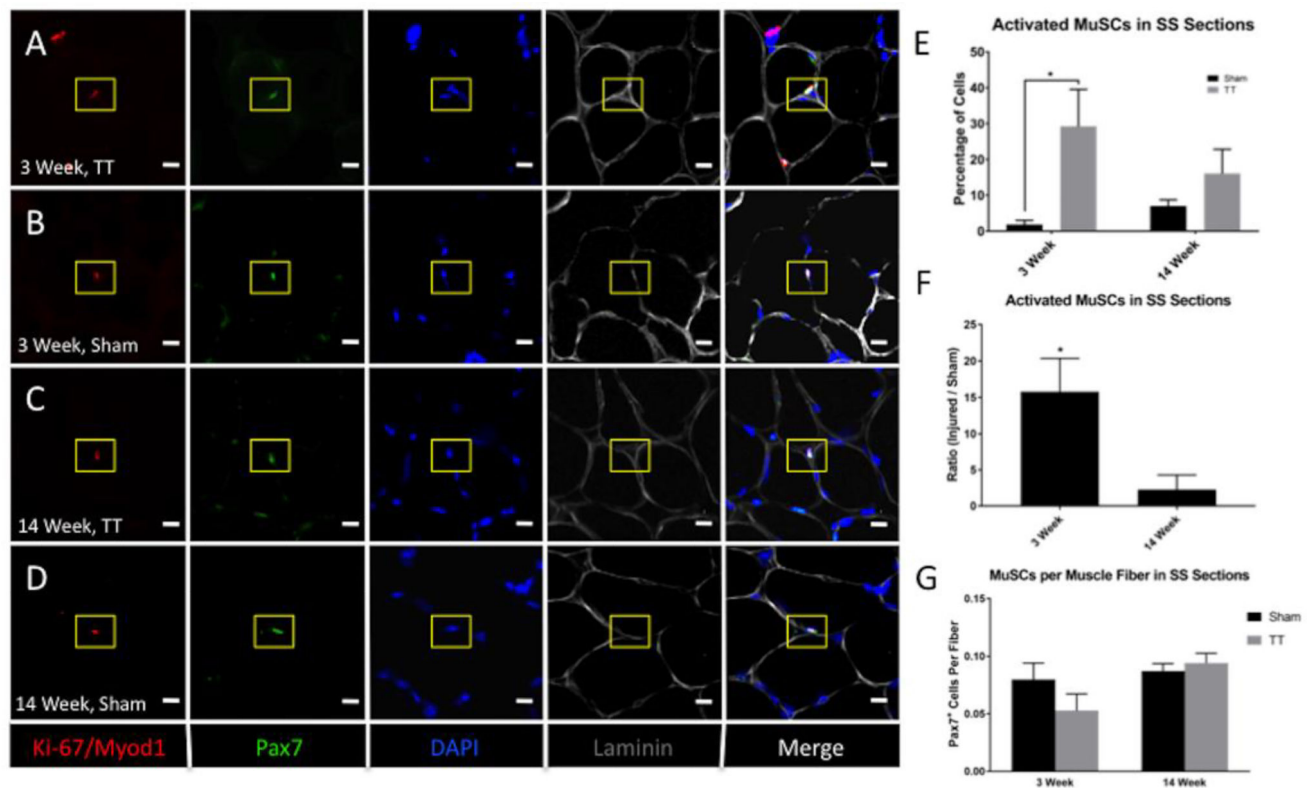 A
3 Week, TT
B
3 Week, Sham
C
14 Week, TT
D
14 Week, Sham
Ki-67/Myod1 Pax7 DAPI Laminin Merge
E
Activated MuSCs in SS Sections
Percentage of Cells
50
40
30
20
10
0
*
Sham
TT
3 Week 14 Week
F
Activated MuSCs in SS Sections
Ratio (Injured / Sham)
25
20
15
10
5
0
*
3 Week 14 Week
G
MuSCs per Muscle Fiber in SS Sections
Pax7⁺ Cells Per Fiber
0.15
0.10
0.05
0.00
Sham
TT
3 Week 14 Week